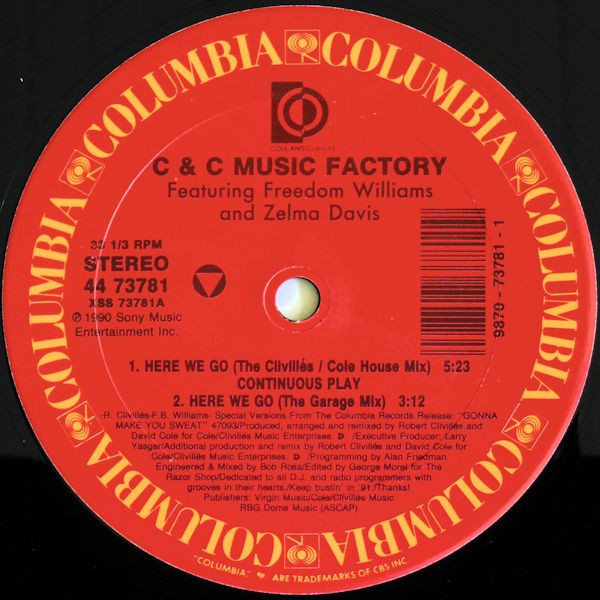 COLUMBIA COLUMBIA COLUMBIA COLUMBIA COLUMBIA COLUMBIA COLUMBIA COLUMBIA
COLE AND CLIVILLES
C & C MUSIC FACTORY
Featuring Freedom Williams
and Zelma Davis
33 1/3 RPM
STEREO
44 73781
XSS 73781A
℗ 1990 Sony Music
Entertainment Inc.
9870 - 73781 - 1
1. HERE WE GO (The Clivillés / Cole House Mix) 5:23
CONTINUOUS PLAY
2. HERE WE GO (The Garage Mix) 3:12
-R. Clivillés-F.B. Williams- Special Versions From The Columbia Records Release: "GONNA
MAKE YOU SWEAT" 47093/Produced, arranged and remixed by Robert Clivillés and
David Cole for Cole/Clivillés Music Enterprises. D /Executive Producer, Larry
Yasgar/Additional production and remix by Robert Clivillés and David Cole for
Cole/Clivillés Music Enterprises. D /Programming by Alan Friedman
Engineered & Mixed by Bob Rosa/Edited by George Morel for The
Razor Shop/Dedicated to all D.J. and radio programmers with
grooves in their hearts./Keep bustin' in '91./Thanks!
Publishers: Virgin Music/Cole/Clivillés Music
RBG Dome Music (ASCAP)
"COLUMBIA," ARE TRADEMARKS OF CBS INC.